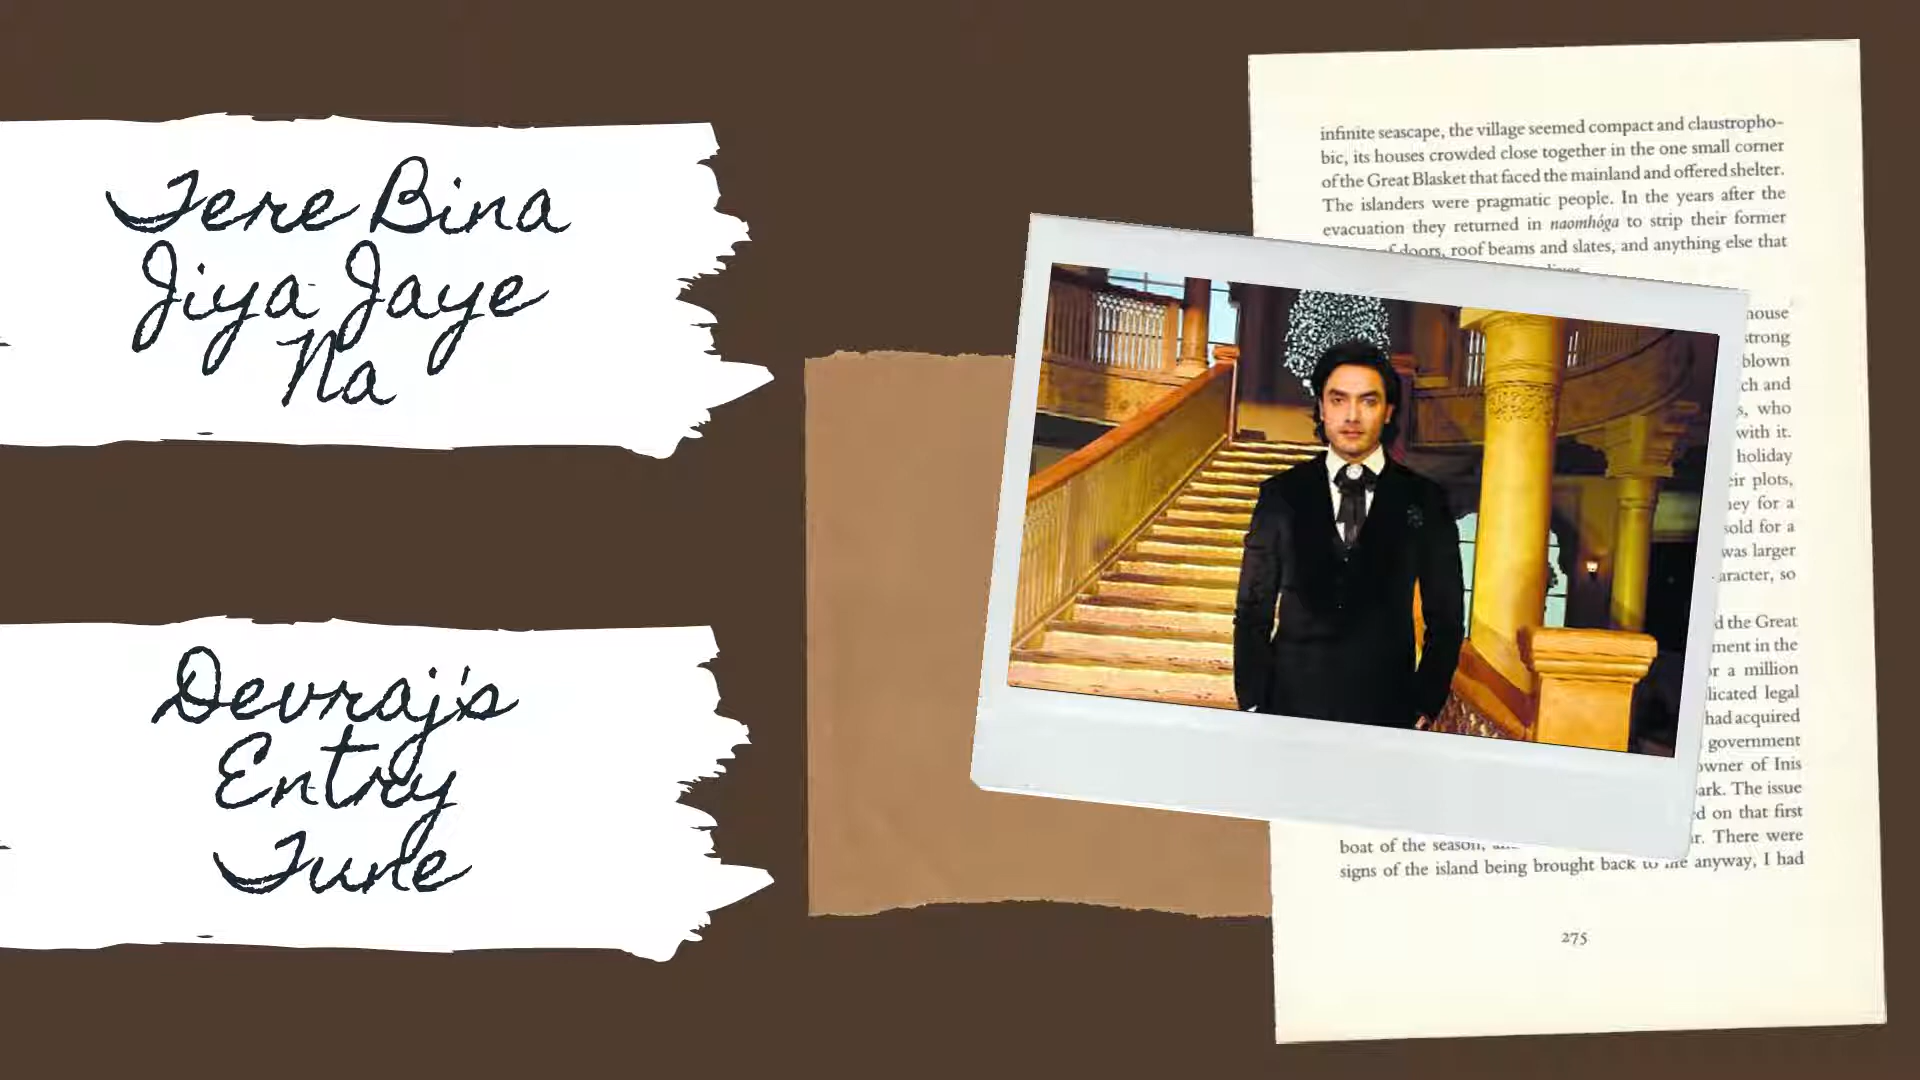 Tere Bina
Jiya Jaye
Na
Devraj's
Entry
Tune
infinite seascape, the village seemed compact and claustropho-
bic, its houses crowded close together in the one small corner
of the Great Blasket that faced the mainland and offered shelter.
The islanders were pragmatic people. In the years after the
evacuation they returned in naomhóga to strip their former
doors, roof beams and slates, and anything else that
house
strong
blown
and
who
with it.
holiday
plots,
for a
sold for a
was larger
so
the Great
in the
a million
legal
had acquired
government
owner of Inis
The issue
on that first
There were
boat of the season,
signs of the island being brought back to me anyway, I had
275